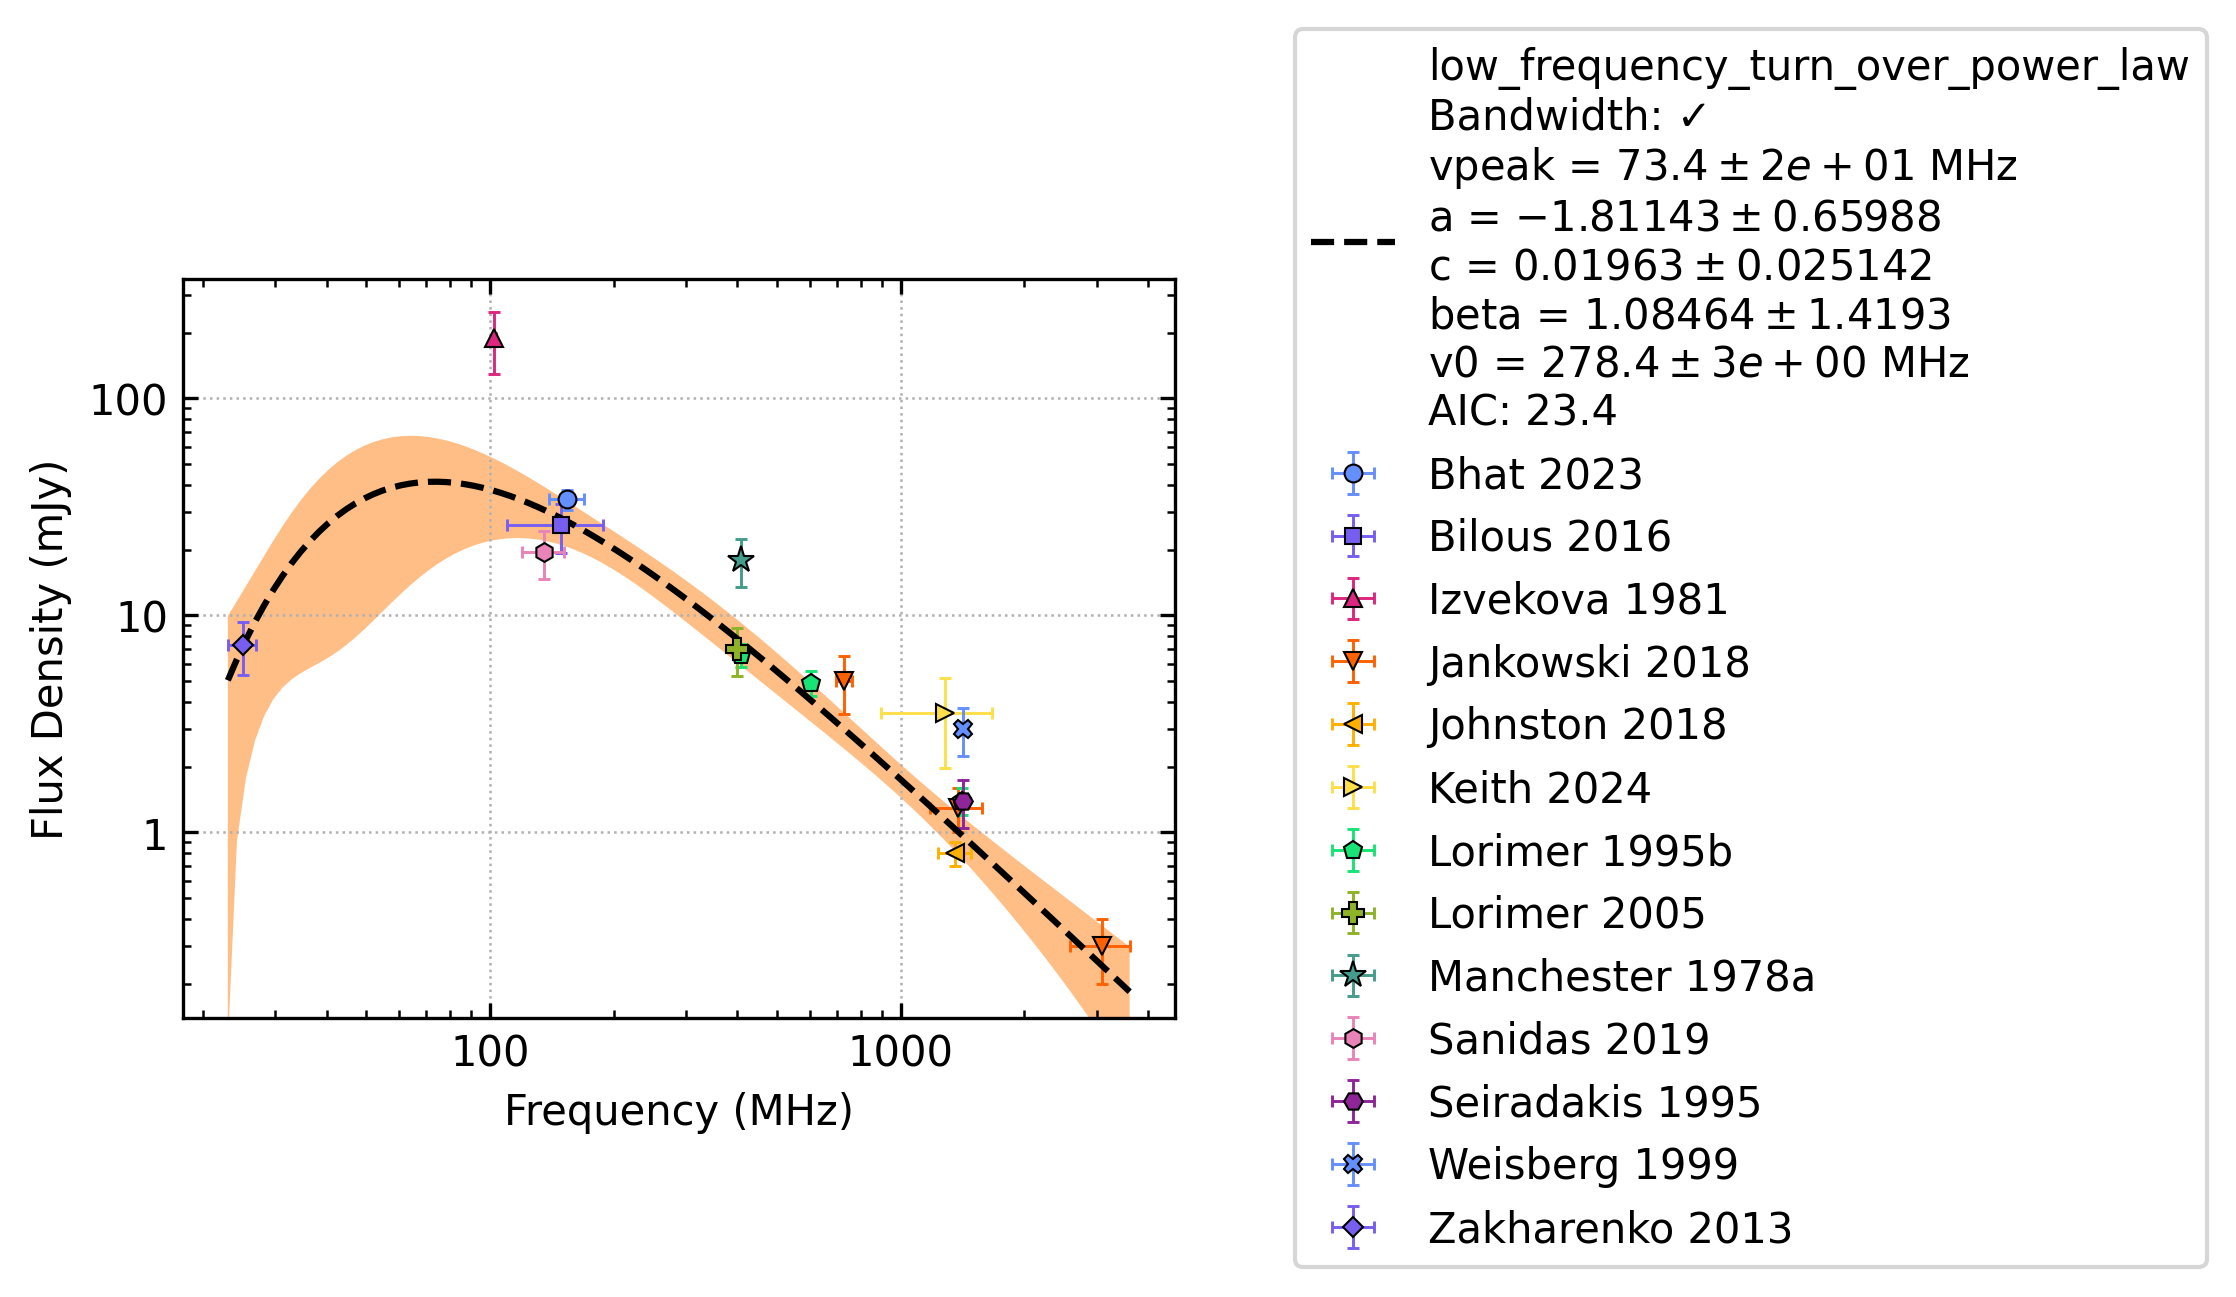 100
10
1
100
1000
Flux Density (mJy)
Frequency (MHz)
low_frequency_turn_over_power_law
Bandwidth: ✓
vpeak = 73.4 ± 2e + 01 MHz
a = −1.81143 ± 0.65988
c = 0.01963 ± 0.025142
beta = 1.08464 ± 1.4193
v0 = 278.4 ± 3e + 00 MHz
AIC: 23.4
Bhat 2023
Bilous 2016
Izvekova 1981
Jankowski 2018
Johnston 2018
Keith 2024
Lorimer 1995b
Lorimer 2005
Manchester 1978a
Sanidas 2019
Seiradakis 1995
Weisberg 1999
Zakharenko 2013